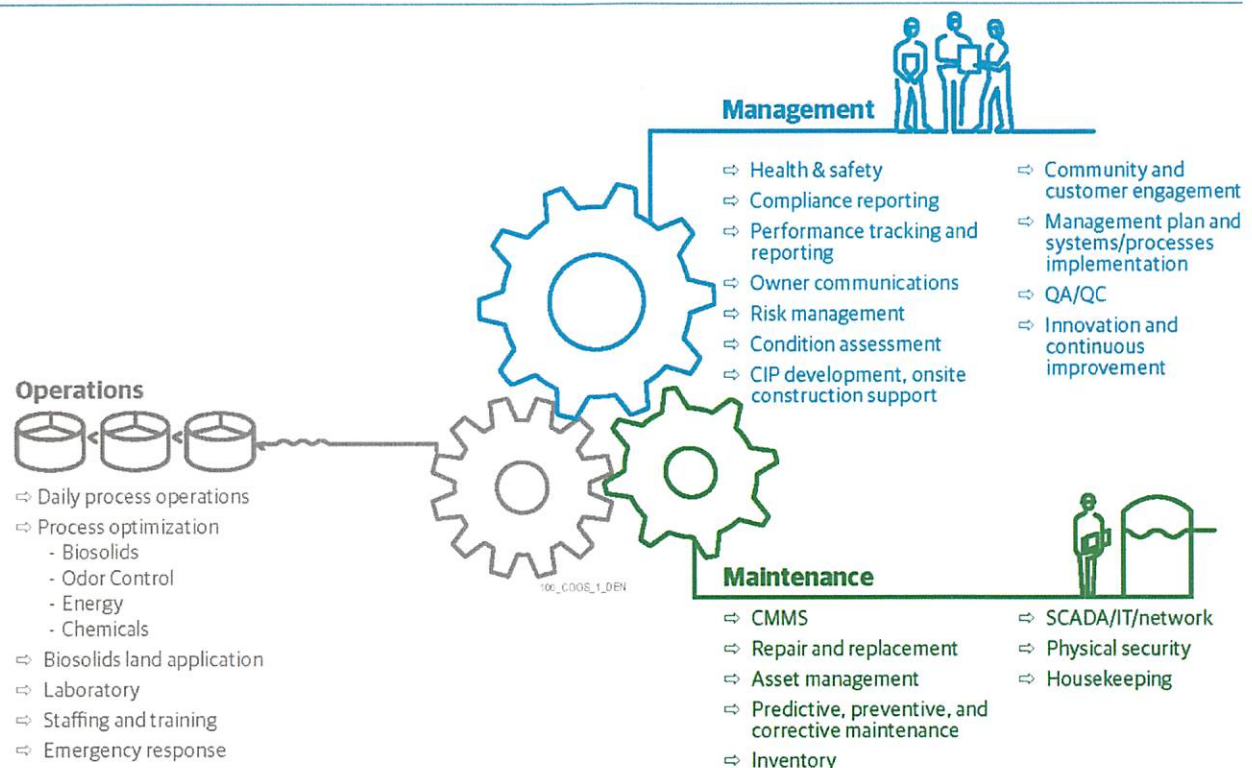 Management
⇨ Health & safety
⇨ Compliance reporting
⇨ Performance tracking and
reporting
⇨ Owner communications
⇨ Risk management
⇨ Condition assessment
⇨ CIP development, onsite
construction support
⇨ Community and
customer engagement
⇨ Management plan and
systems/processes
implementation
⇨ QA/QC
⇨ Innovation and
continuous
improvement
Operations
⇨ Daily process operations
⇨ Process optimization
- Biosolids
- Odor Control
- Energy
- Chemicals
⇨ Biosolids land application
⇨ Laboratory
⇨ Staffing and training
⇨ Emergency response
Maintenance
⇨ CMMS
⇨ Repair and replacement
⇨ Asset management
⇨ Predictive, preventive, and
corrective maintenance
⇨ Inventory
⇨ SCADA/IT/network
⇨ Physical security
⇨ Housekeeping